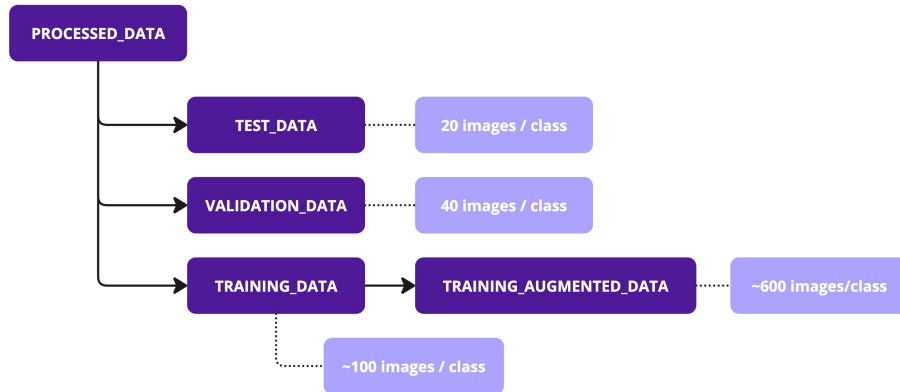 PROCESSED_DATA
TEST_DATA
20 images / class
VALIDATION_DATA
40 images / class
TRAINING_DATA
TRAINING_AUGMENTED_DATA
~600 images/class
~100 images / class